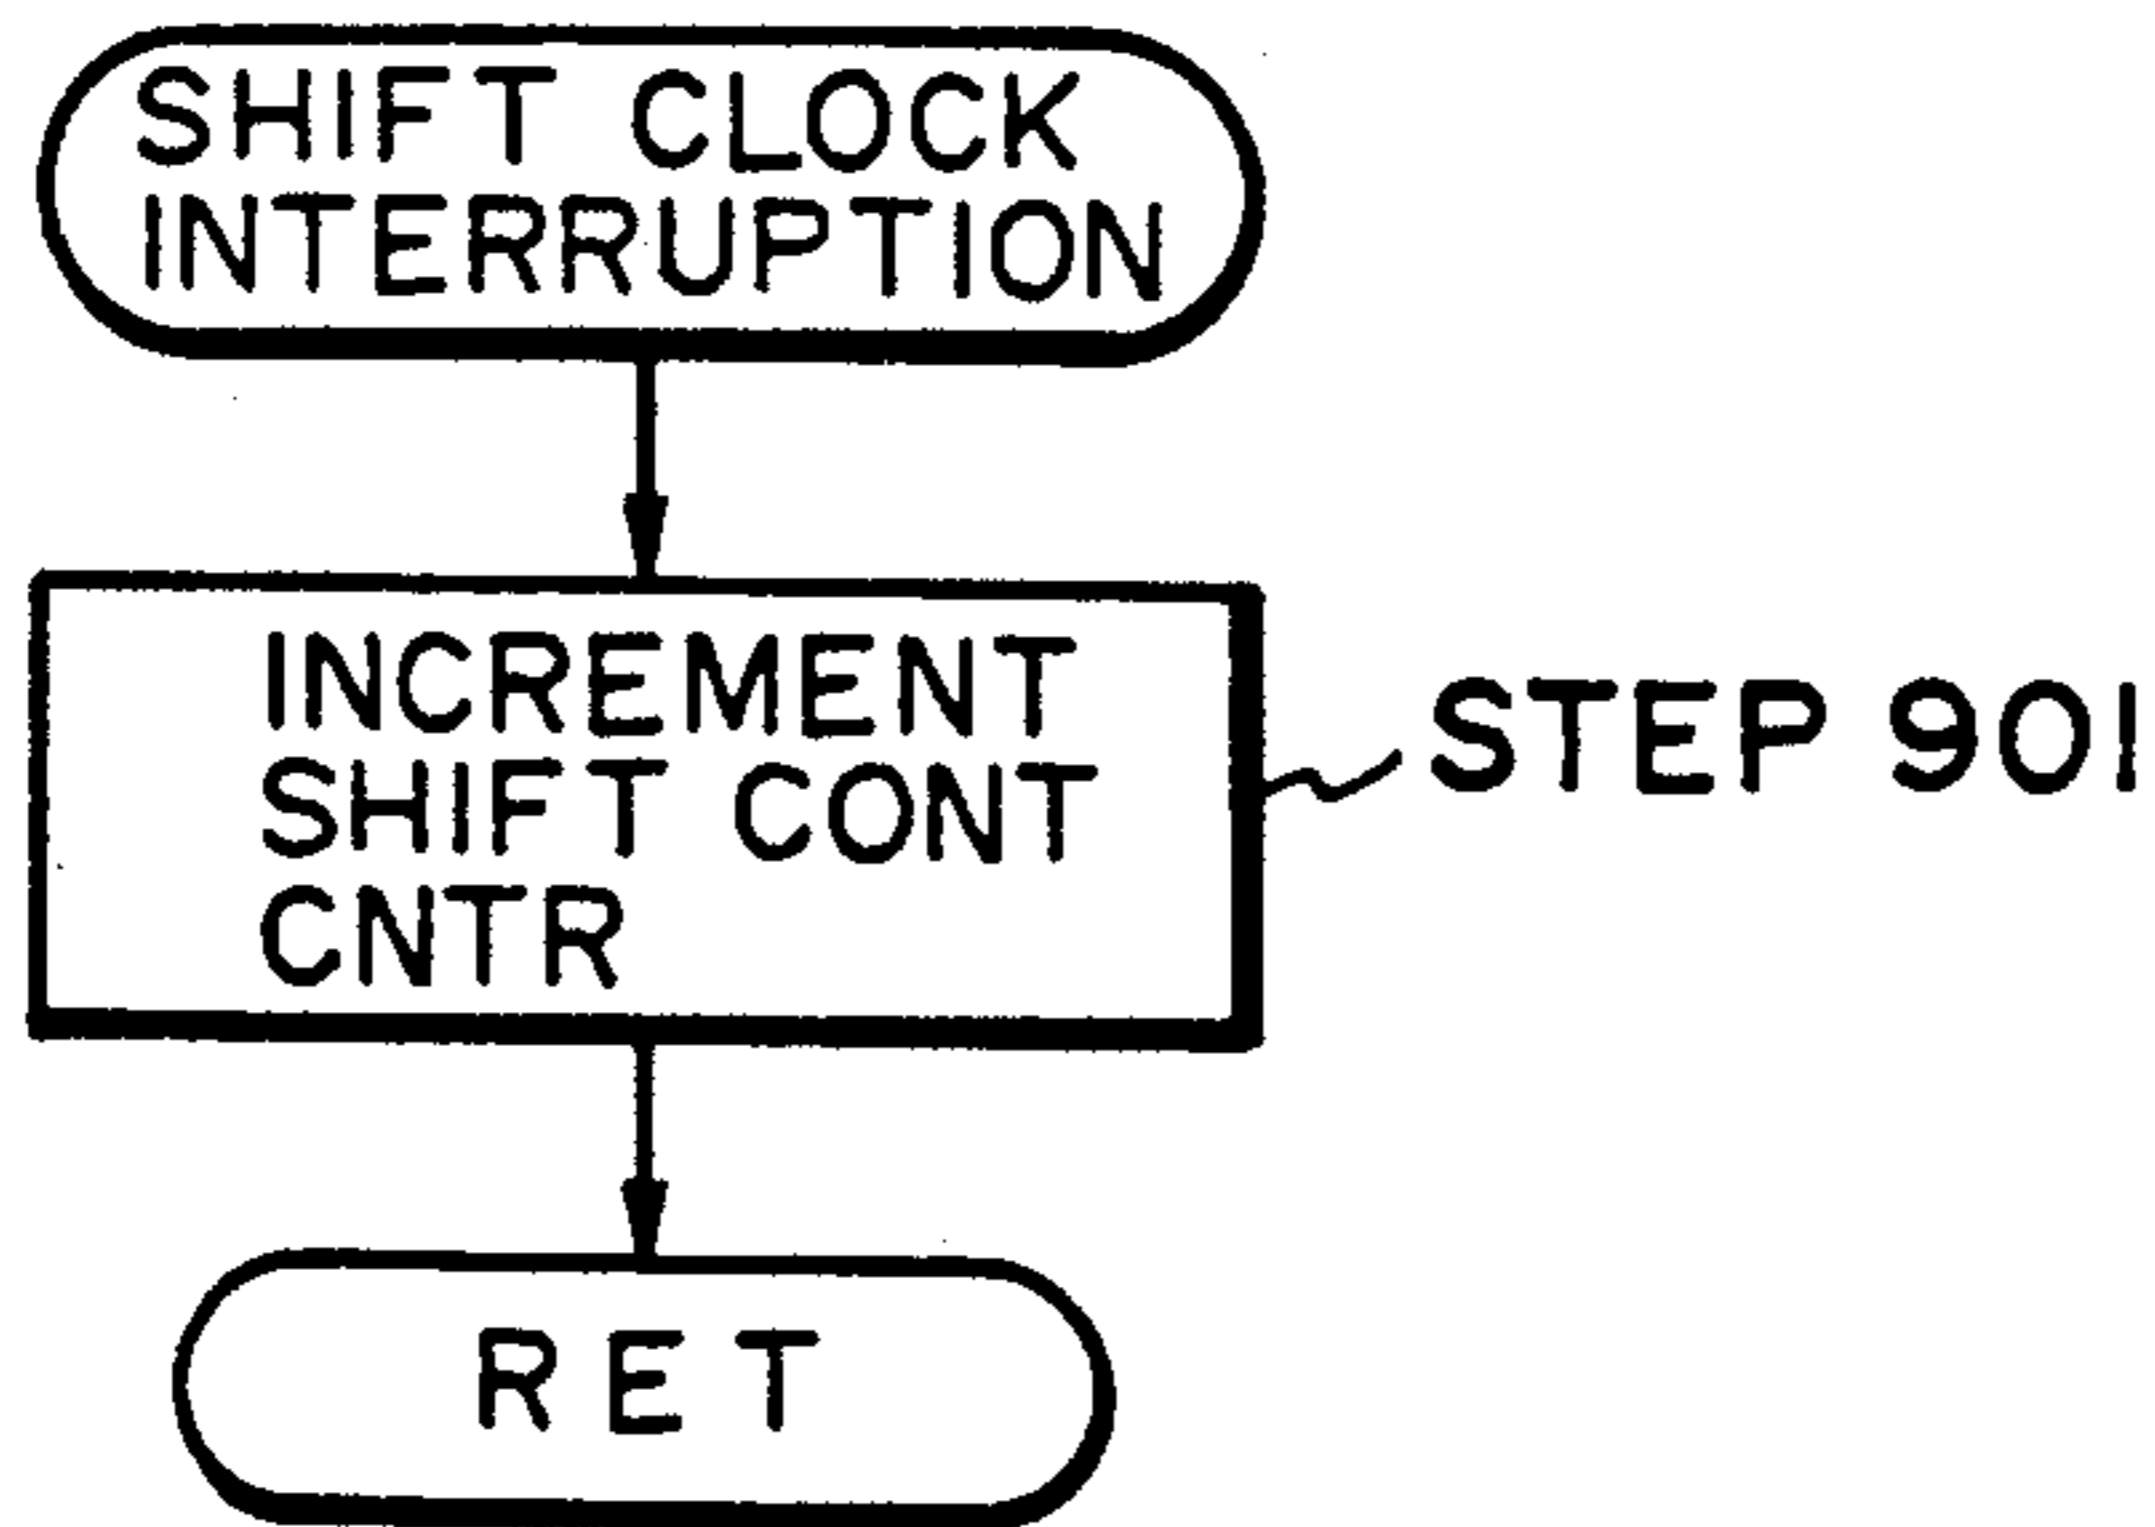 SHIFT CLOCK
INTERRUPTION
INCREMENT
SHIFT CONT
CNTR
STEP 901
RET